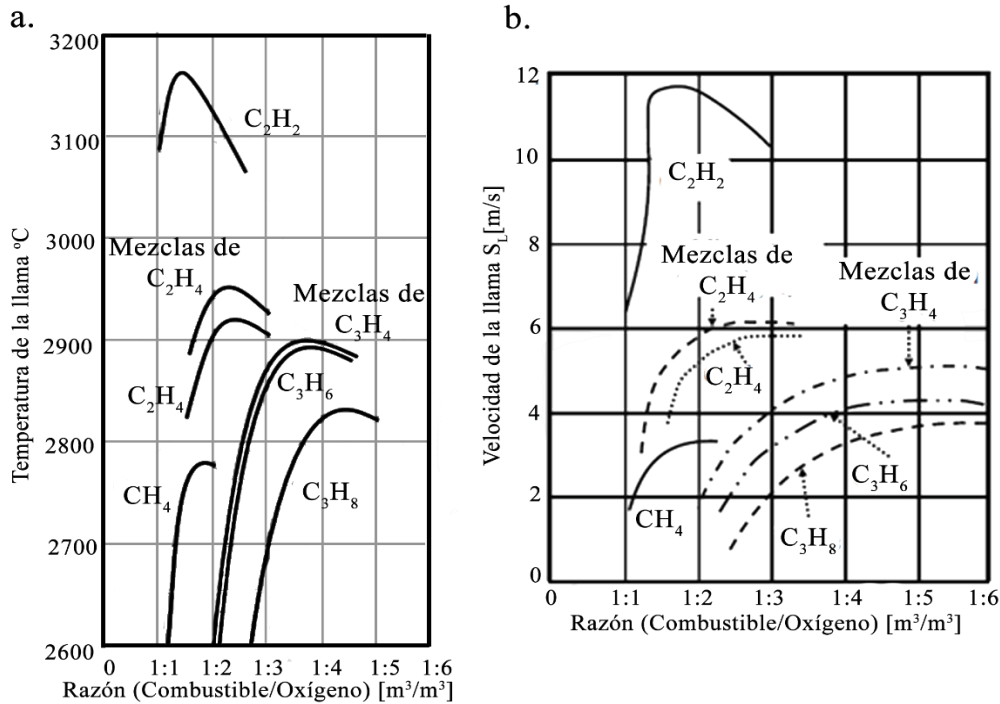 a.
Temperatura de la llama ºC
3200
3100
3000
2900
2800
2700
2600
C₂H₂
Mezclas de
C₂H₄
Mezclas de
C₃H₄
C₂H₄
C₃H₆
CH₄
C₃H₈
0 1:1 1:2 1:3 1:4 1:5 1:6
Razón (Combustible/Oxígeno) [m³/m³]
b.
Velocidad de la llama S_L[m/s]
12
10
8
6
4
2
0
C₂H₂
Mezclas de
C₂H₄
Mezclas de
C₃H₄
C₂H₄
C₃H₆
CH₄
C₃H₈
0 1:1 1:2 1:3 1:4 1:5 1:6
Razón (Combustible/Oxígeno) [m³/m³]